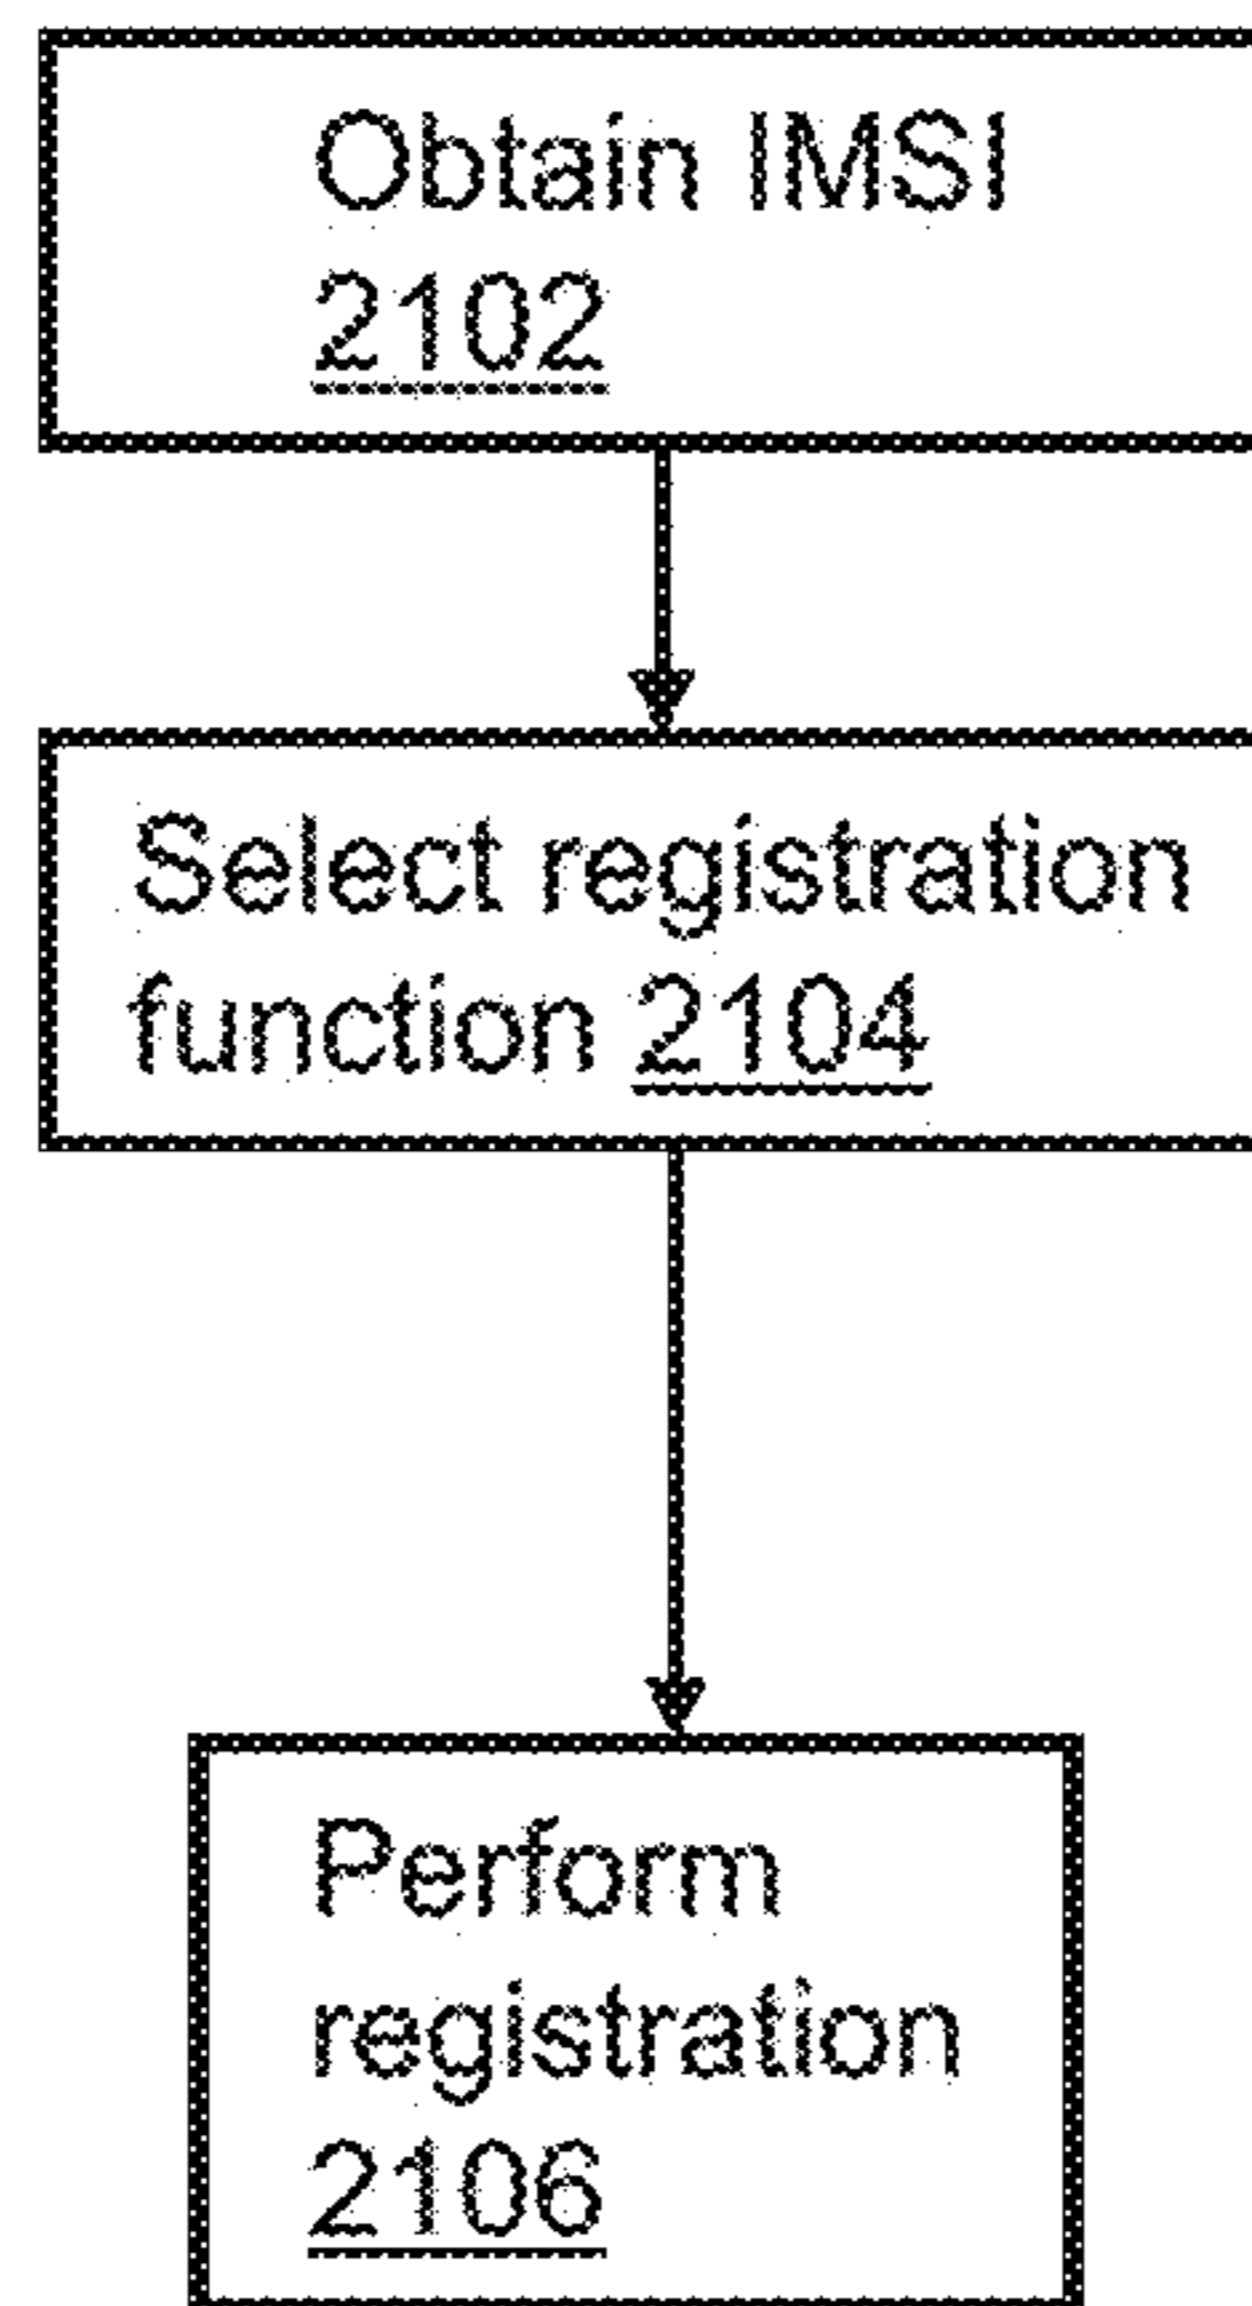 Obtain IMSI
2102
Select registration
function 2104
Perform
registration
2106